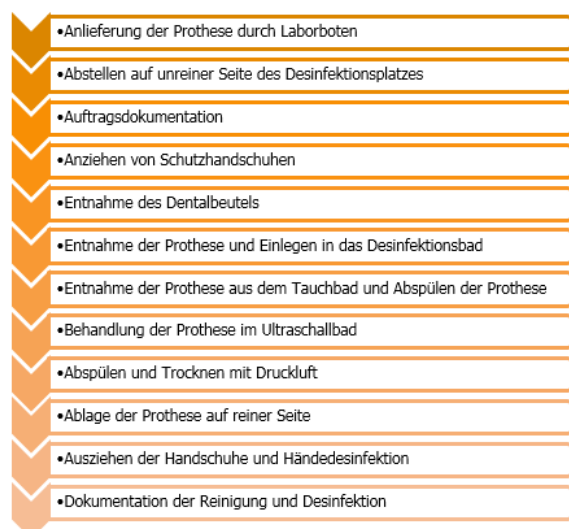 •Anlieferung der Prothese durch Laborboten
•Abstellen auf unreiner Seite des Desinfektionsplatzes
•Auftragsdokumentation
•Anziehen von Schutzhandschuhen
•Entnahme des Dentalbeutels
•Entnahme der Prothese und Einlegen in das Desinfektionsbad
•Entnahme der Prothese aus dem Tauchbad und Abspülen der Prothese
•Behandlung der Prothese im Ultraschallbad
•Abspülen und Trocknen mit Druckluft
•Ablage der Prothese auf reiner Seite
•Ausziehen der Handschuhe und Händedesinfektion
•Dokumentation der Reinigung und Desinfektion